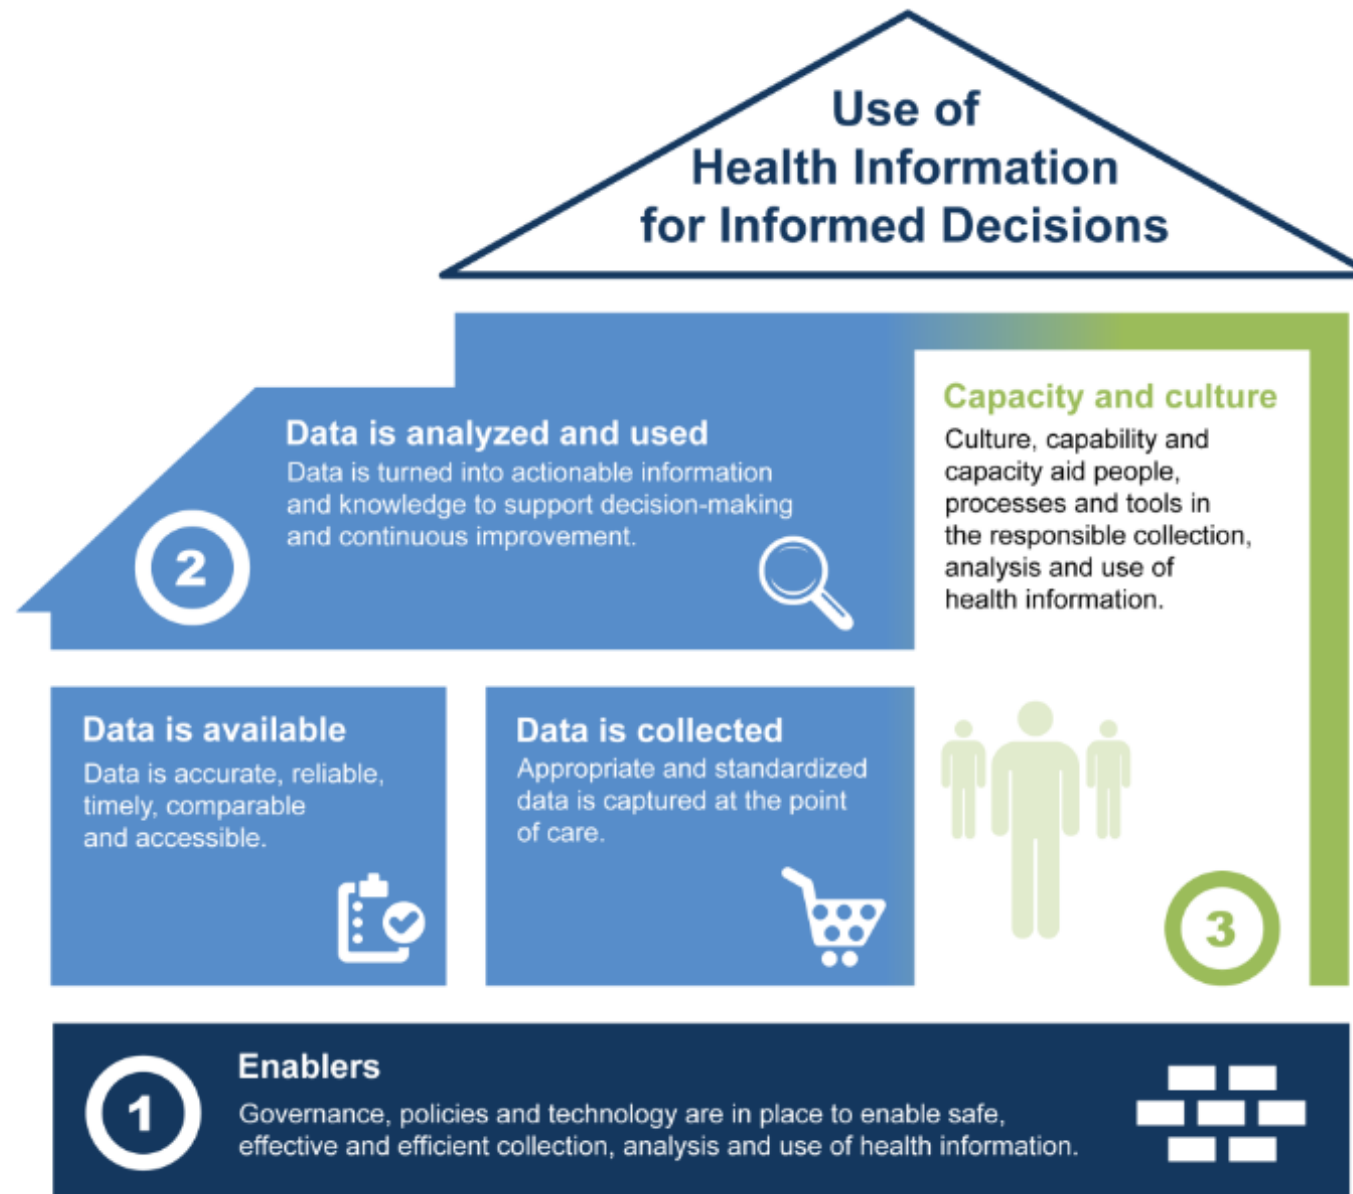 Use of
Health Information
for Informed Decisions
Data is analyzed and used
Data is turned into actionable information
and knowledge to support decision-making
and continuous improvement.
2
Capacity and culture
Culture, capability and
capacity aid people,
processes and tools in
the responsible collection,
analysis and use of
health information.
3
Data is available
Data is accurate, reliable,
timely, comparable
and accessible.
Data is collected
Appropriate and standardized
data is captured at the point
of care.
1
Enablers
Governance, policies and technology are in place to enable safe,
effective and efficient collection, analysis and use of health information.